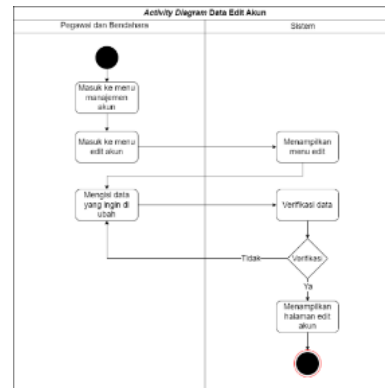 Activity Diagram Data Edit Akun
Pegawai dan Bendahara
Sistem
Masuk ke menu
manajemen
akun
Masuk ke menu
edit akun
Menampilkan
menu edit
Mengisi data
yang ingin di
ubah
Verifikasi data
Verifikasi
Tidak
Ya
Menampilkan
halaman edit
akun